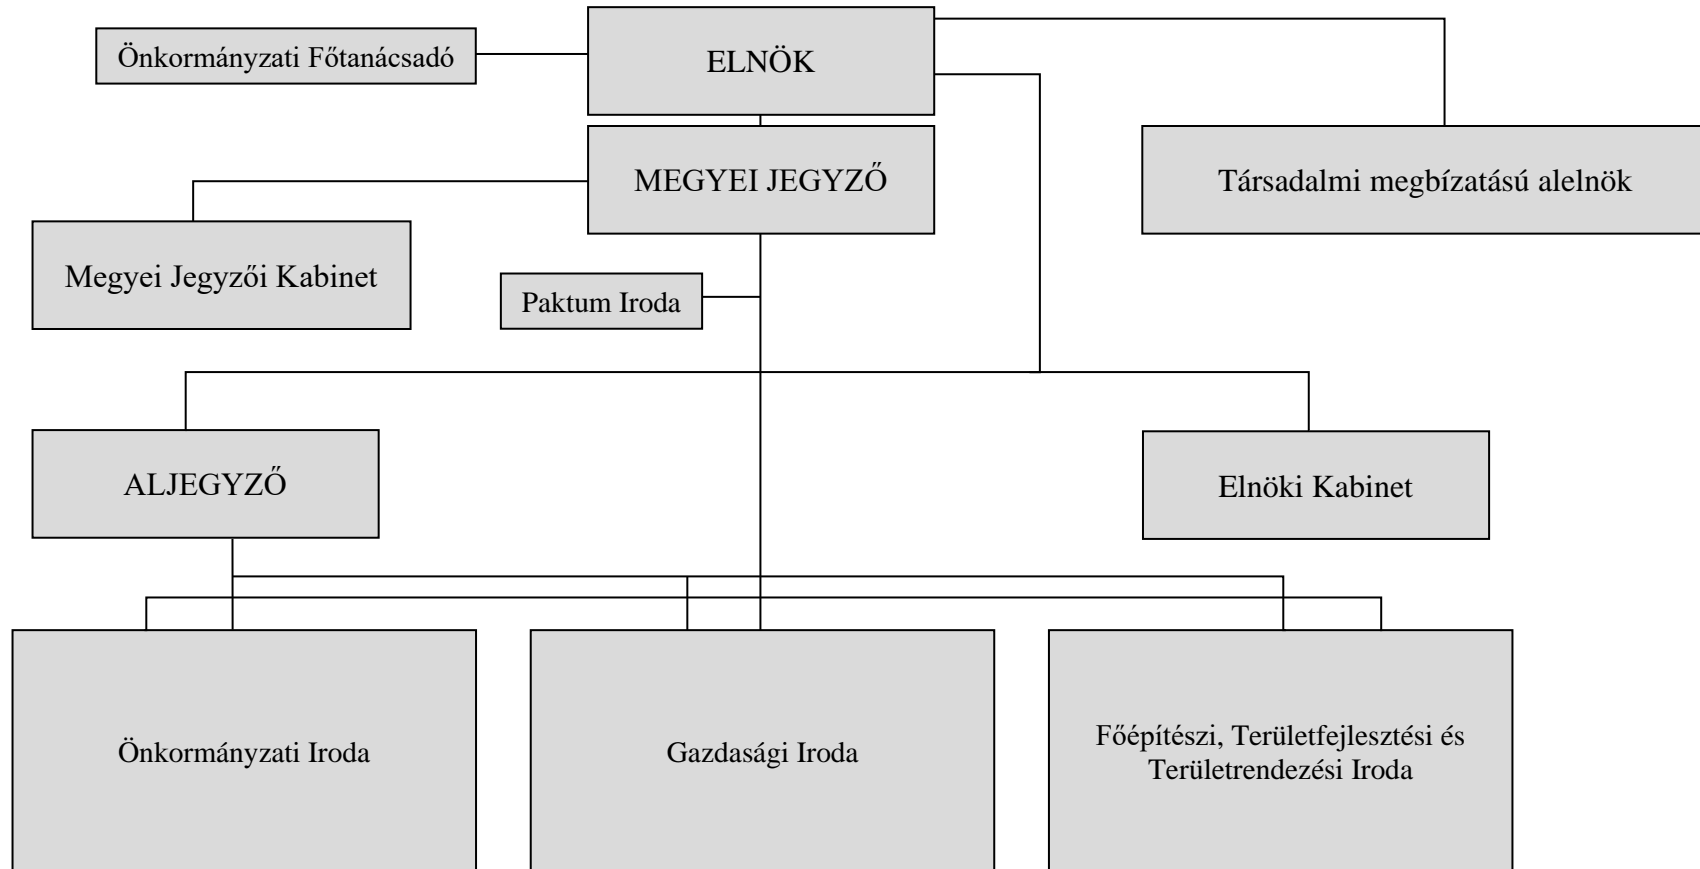 Önkormányzati Főtanácsadó
ELNÖK
MEGYEI JEGYZŐ
Társadalmi megbízatású alelnök
Megyei Jegyzői Kabinet
Paktum Iroda
ALJEGYZŐ
Elnöki Kabinet
Önkormányzati Iroda
Gazdasági Iroda
Főépítészi, Területfejlesztési és
Területrendezési Iroda